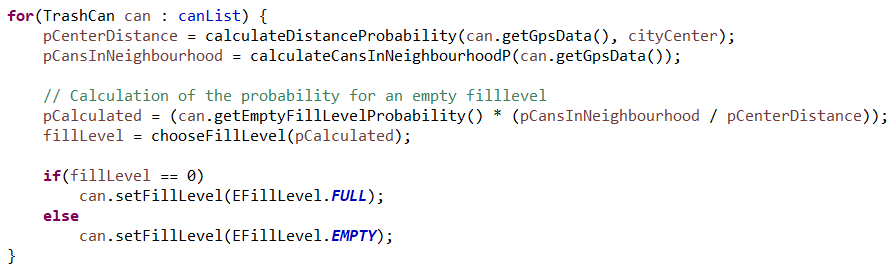 for(TrashCan can : canList) {
    pCenterDistance = calculateDistanceProbability(can.getGpsData(), cityCenter);
    pCansInNeighbourhood = calculateCansInNeighbourhoodP(can.getGpsData());

    // Calculation of the probability for an empty filllevel
    pCalculated = (can.getEmptyFillLevelProbability() * (pCansInNeighbourhood / pCenterDistance));
    fillLevel = chooseFillLevel(pCalculated);

    if(fillLevel == 0)
        can.setFillLevel(EFillLevel.FULL);
    else
        can.setFillLevel(EFillLevel.EMPTY);
}